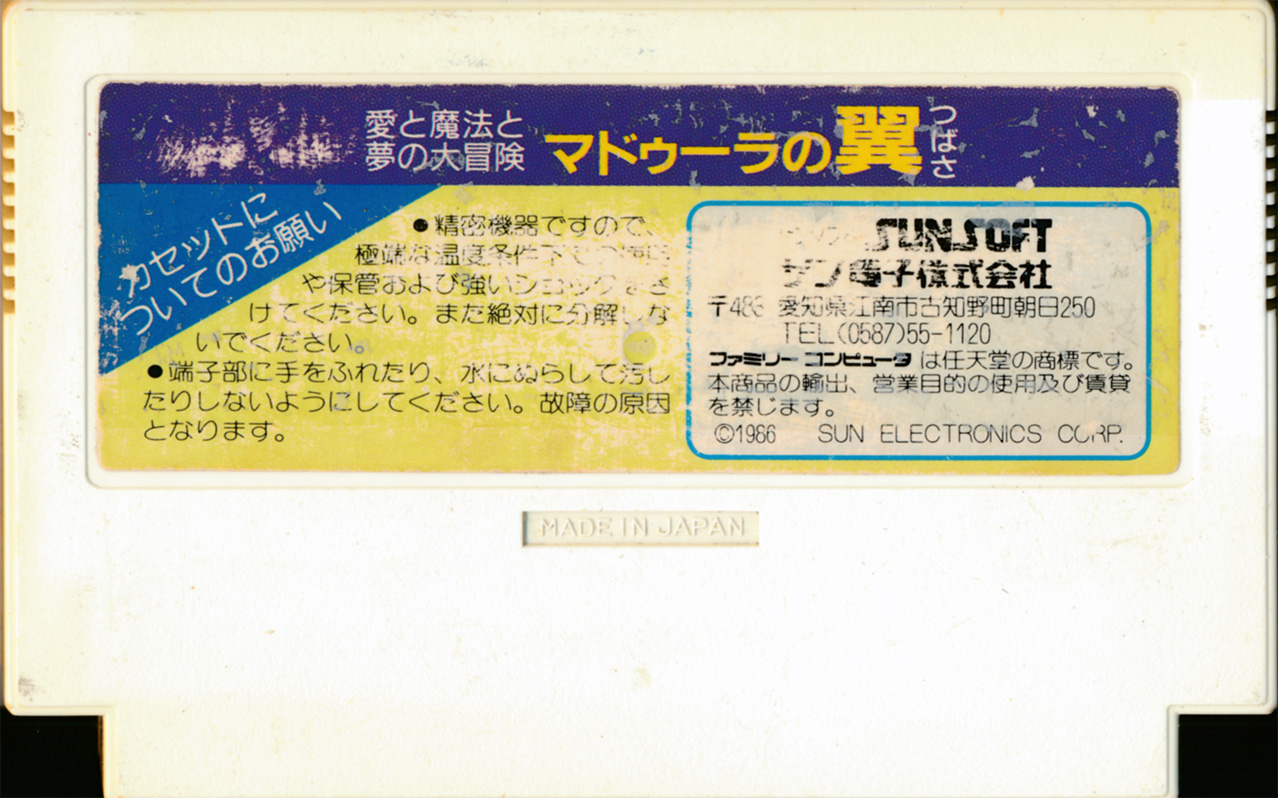 愛と魔法と
夢の大冒険
マドゥーラの翼
つばさ
カセットに
ついてのお願い
●精密機器ですので、
極端な温度条件下での
や保管および強いショック
けてください。また絶対に分解しな
いでください。
●端子部に手をふれたり、水にぬらして汚し
たりしないようにしてください。故障の原因
となります。
SUNSOFT
サン電子株式会社
〒483 愛知県江南市古知野町朝日250
TEL(0587)55-1120
ファミリーコンピュータは任天堂の商標です。
本商品の輸出、営業目的の使用及び賃貸
を禁じます。
©1986 SUN ELECTRONICS CORP.
MADE IN JAPAN